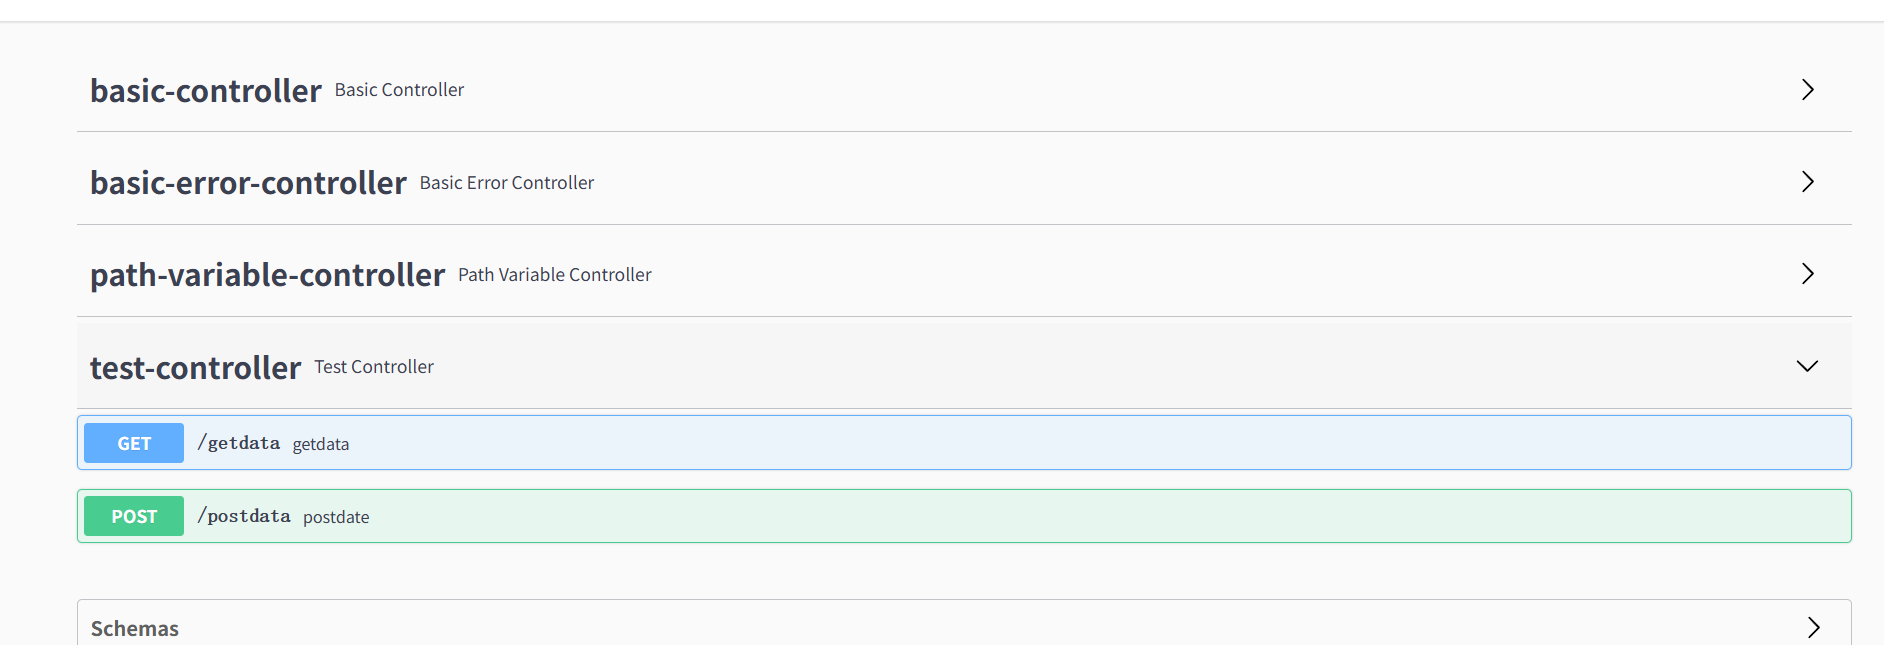 basic-controller Basic Controller
basic-error-controller Basic Error Controller
path-variable-controller Path Variable Controller
test-controller Test Controller
GET /getdata getdata
POST /postdata postdate
Schemas